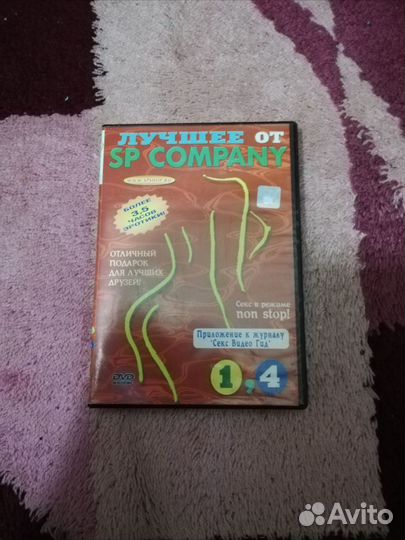 ЛУЧШЕЕ ОТ
SP COMPANY
БОЛЕЕ
3,5
ЧАСОВ
ЭРОТИКИ!
ОТЛИЧНЫЙ
ПОДАРОК
ДЛЯ ЛУЧШИХ
ДРУЗЕЙ!
Секс в режиме
non stop!
Приложение к журналу
"Секс Видео Гид"
1,4
DVD
Avito